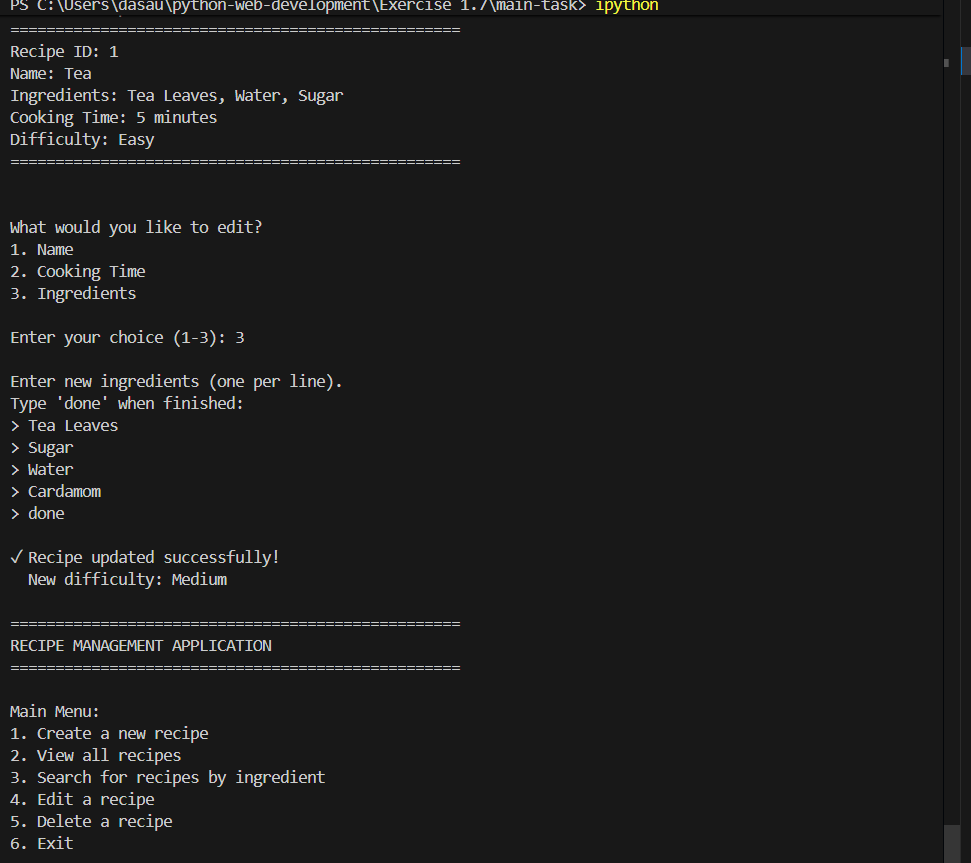 PS C:\Users\dasau\python-web-development\Exercise 1.7\main-task> ipython
==================================================
Recipe ID: 1
Name: Tea
Ingredients: Tea Leaves, Water, Sugar
Cooking Time: 5 minutes
Difficulty: Easy
==================================================
What would you like to edit?
1. Name
2. Cooking Time
3. Ingredients
Enter your choice (1-3): 3
Enter new ingredients (one per line).
Type 'done' when finished:
> Tea Leaves
> Sugar
> Water
> Cardamom
> done
✓ Recipe updated successfully!
New difficulty: Medium
==================================================
RECIPE MANAGEMENT APPLICATION
==================================================
Main Menu:
1. Create a new recipe
2. View all recipes
3. Search for recipes by ingredient
4. Edit a recipe
5. Delete a recipe
6. Exit